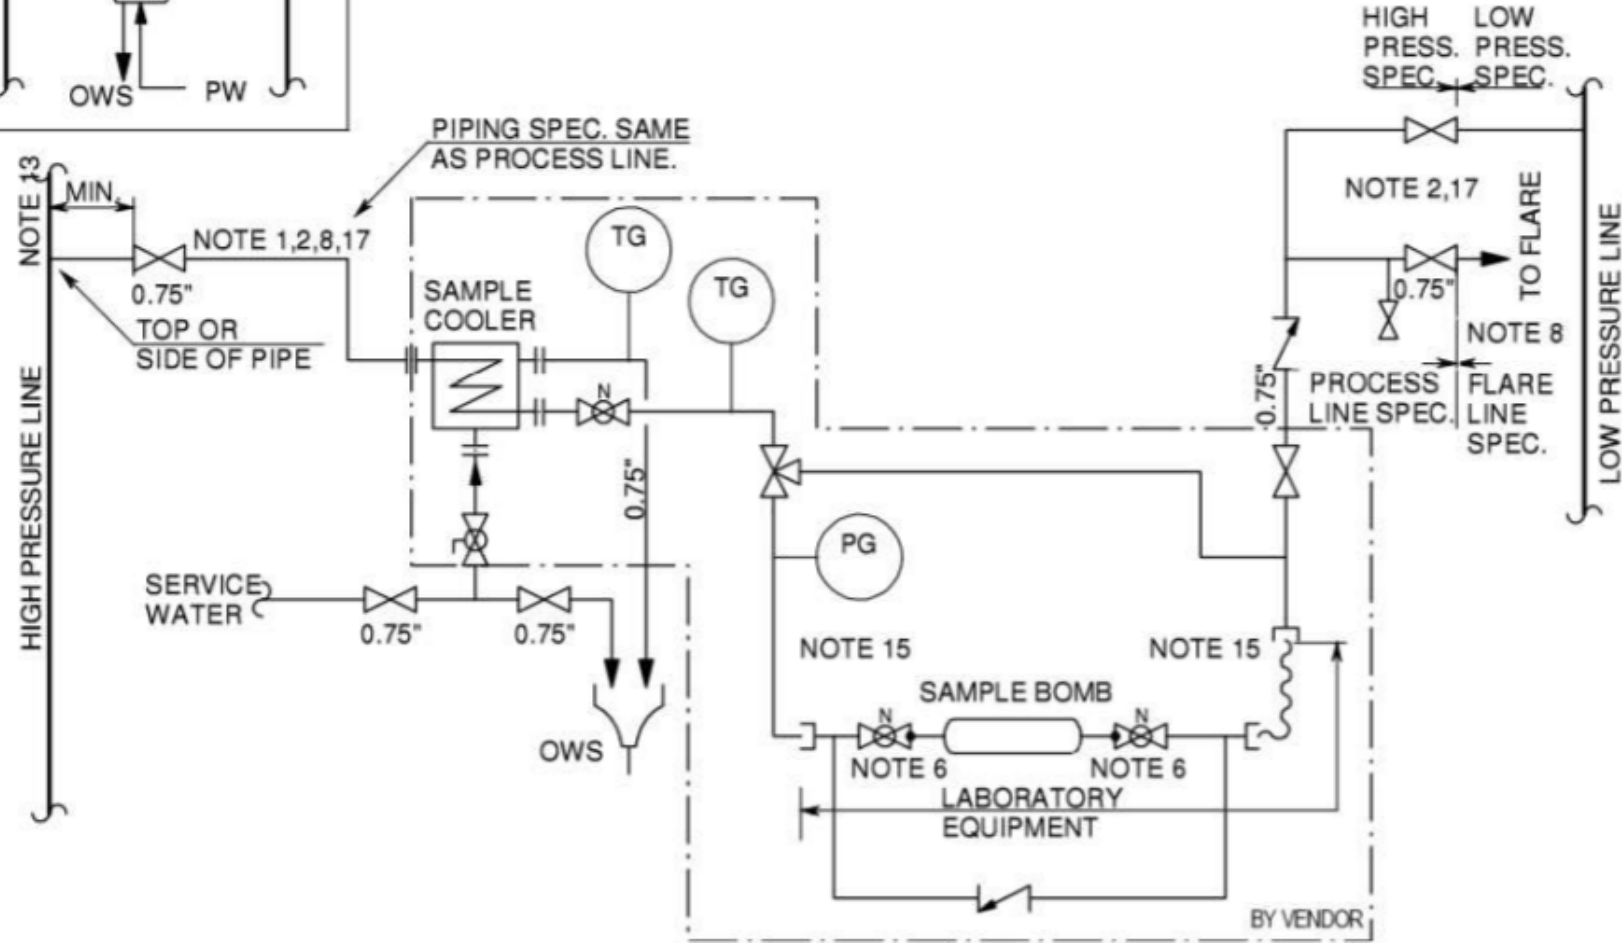 HIGH
PRESS.
SPEC.
LOW
PRESS.
SPEC.
OWS
PW
PIPING SPEC. SAME
AS PROCESS LINE.
NOTE 13
MIN.
NOTE 1,2,8,17
0.75"
TOP OR
SIDE OF PIPE
HIGH PRESSURE LINE
SAMPLE
COOLER
TG
TG
N
0.75"
NOTE 2,17
TO FLARE
0.75"
NOTE 8
PROCESS
LINE SPEC.
FLARE
LINE
SPEC.
0.75"
LOW PRESSURE LINE
PG
SERVICE
WATER
0.75"
0.75"
OWS
NOTE 15
NOTE 15
SAMPLE BOMB
N
N
NOTE 6
NOTE 6
LABORATORY
EQUIPMENT
BY VENDOR